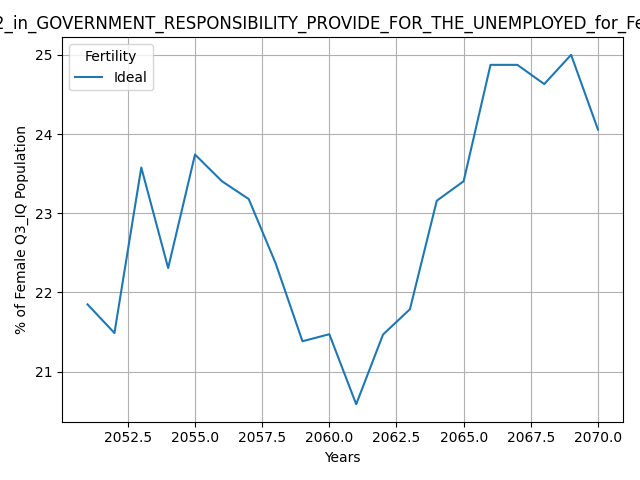 2_in_GOVERNMENT_RESPONSIBILITY_PROVIDE_FOR_THE_UNEMPLOYED_for_Fe
Fertility
Ideal
25
24
23
22
21
% of Female Q3_IQ Population
2052.5 2055.0 2057.5 2060.0 2062.5 2065.0 2067.5 2070.0
Years